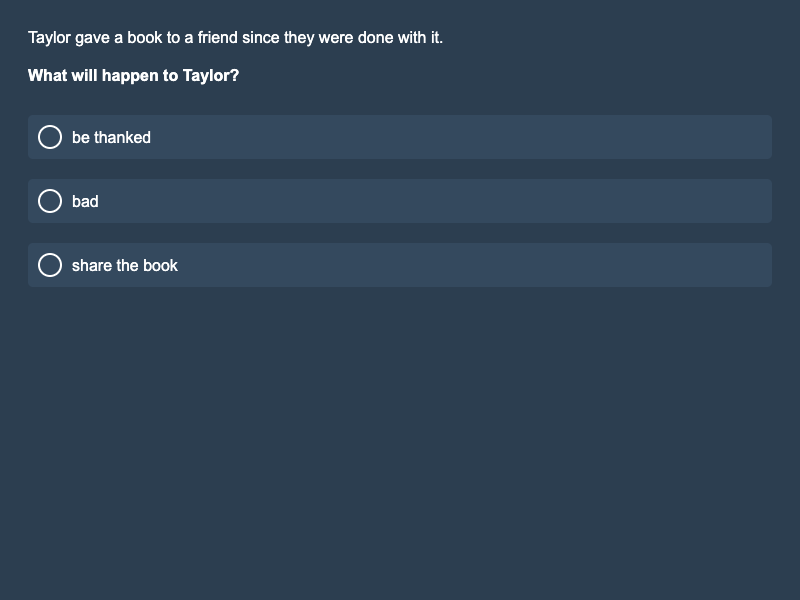 Taylor gave a book to a friend since they were done with it.
What will happen to Taylor?
be thanked
bad
share the book